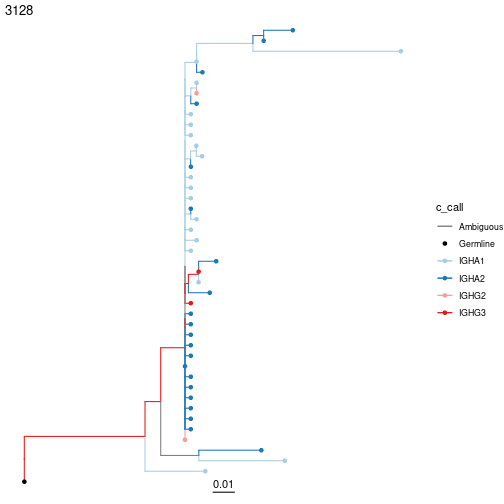 3128
c_call
Ambiguous
Germline
IGHA1
IGHA2
IGHG2
IGHG3
0.01